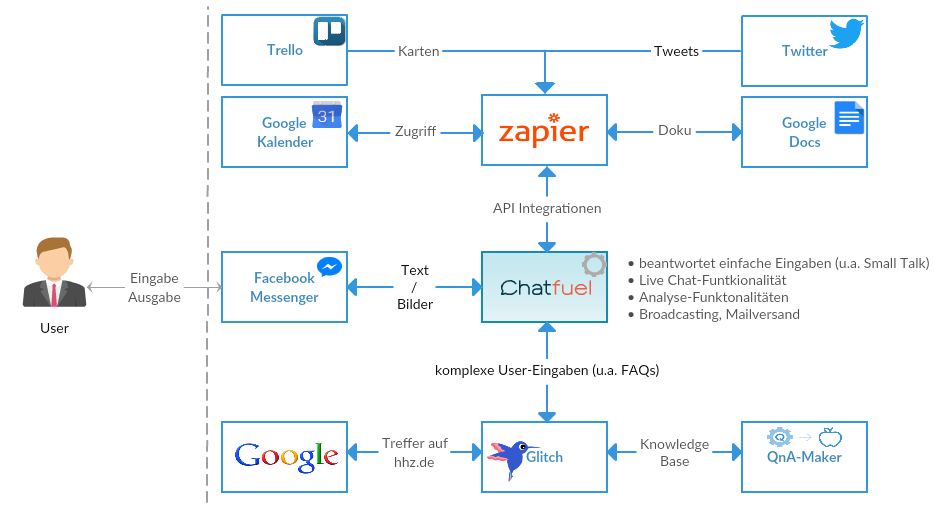 Trello
Karten
Tweets
Twitter
Google
Kalender
31
Zugriff
zapier
Doku
Google
Docs
API Integrationen
User
Eingabe
Ausgabe
Facebook
Messenger
Text
/
Bilder
Chatfuel
• beantwortet einfache Eingaben (u.a. Small Talk)
• Live Chat-Funtkionalität
• Analyse-Funktonalitäten
• Broadcasting, Mailversand
komplexe User-Eingaben (u.a. FAQs)
Google
Treffer auf
hhz.de
Glitch
Knowledge
Base
QnA-Maker